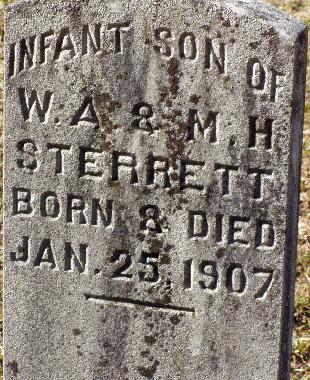 INFANT SON OF
W. A & M. H
STERRETT
BORN & DIED
JAN. 25, 1907